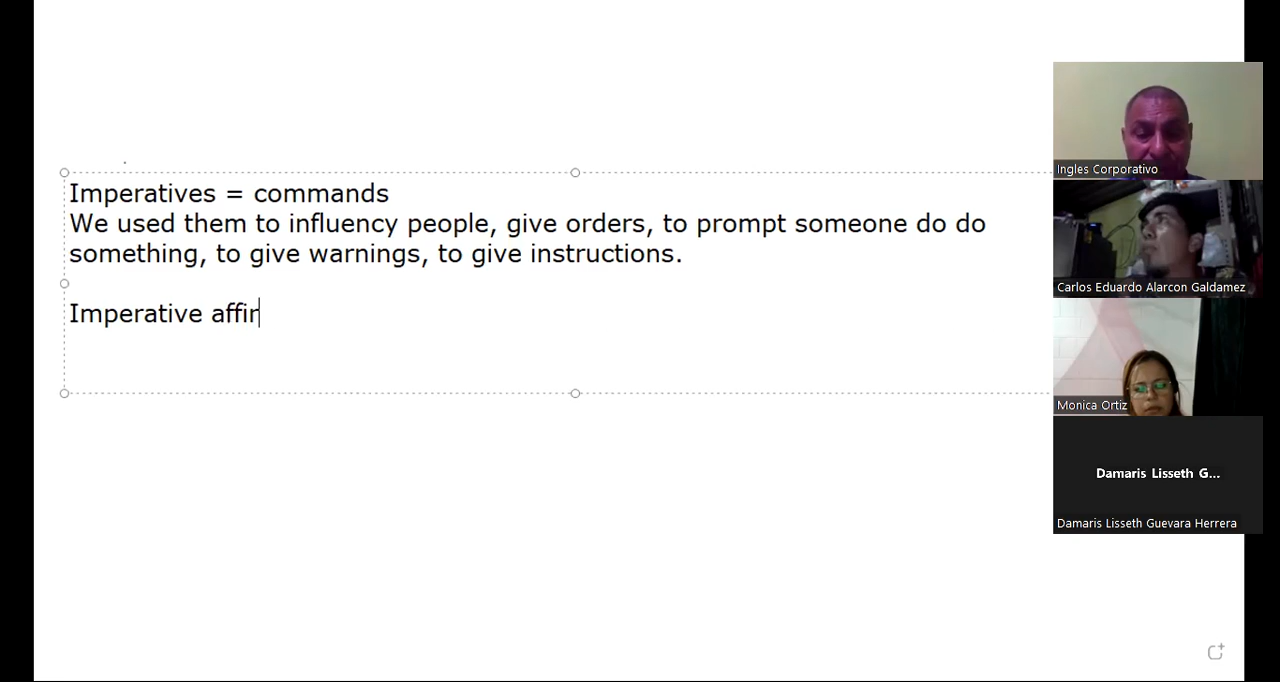 Imperatives = commands
We used them to influency people, give orders, to prompt someone do do
something, to give warnings, to give instructions.
Imperative affir
Ingles Corporativo
Carlos Eduardo Alarcon Galdamez
Monica Ortiz
Damaris Lisseth G...
Damaris Lisseth Guevara Herrera